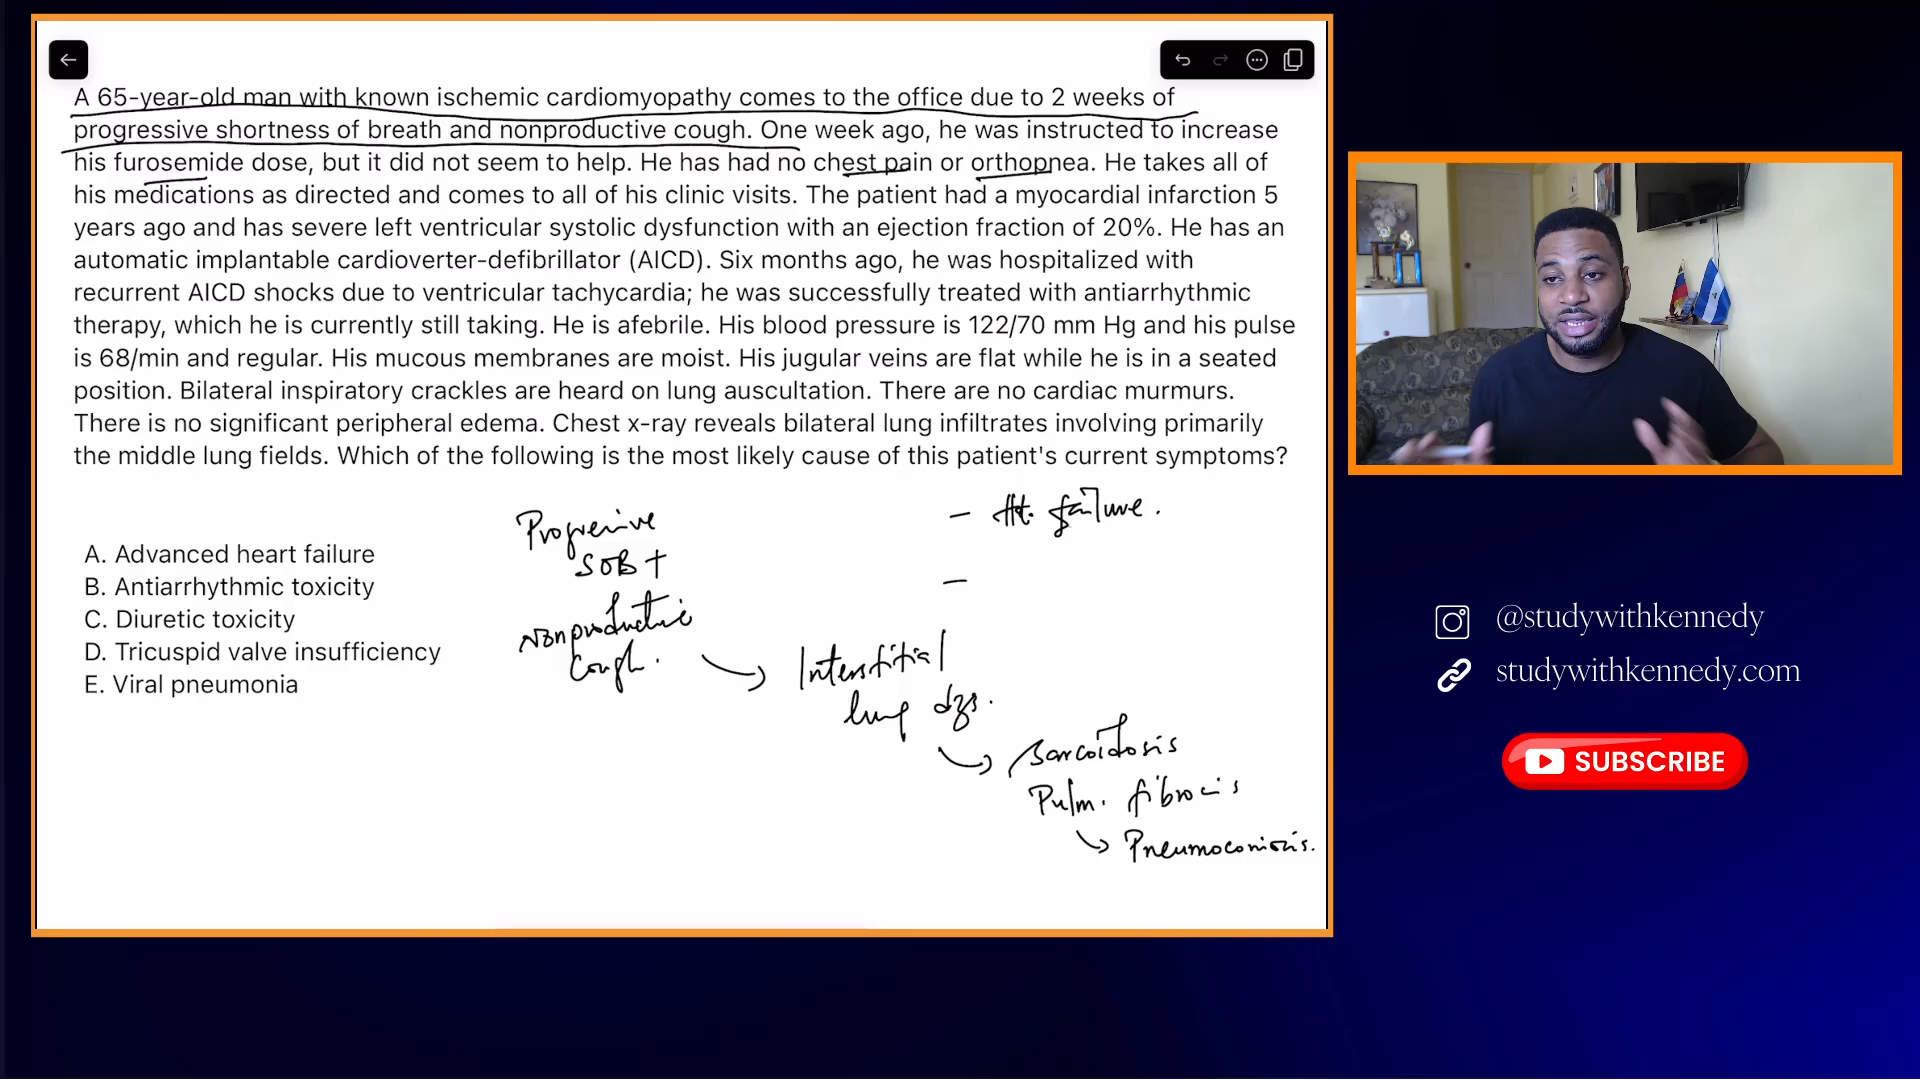 A 65-year-old man with known ischemic cardiomyopathy comes to the office due to 2 weeks of
progressive shortness of breath and nonproductive cough. One week ago, he was instructed to increase
his furosemide dose, but it did not seem to help. He has had no chest pain or orthopnea. He takes all of
his medications as directed and comes to all of his clinic visits. The patient had a myocardial infarction 5
years ago and has severe left ventricular systolic dysfunction with an ejection fraction of 20%. He has an
automatic implantable cardioverter-defibrillator (AICD). Six months ago, he was hospitalized with
recurrent AICD shocks due to ventricular tachycardia; he was successfully treated with antiarrhythmic
therapy, which he is currently still taking. He is afebrile. His blood pressure is 122/70 mm Hg and his pulse
is 68/min and regular. His mucous membranes are moist. His jugular veins are flat while he is in a seated
position. Bilateral inspiratory crackles are heard on lung auscultation. There are no cardiac murmurs.
There is no significant peripheral edema. Chest x-ray reveals bilateral lung infiltrates involving primarily
the middle lung fields. Which of the following is the most likely cause of this patient's current symptoms?
A. Advanced heart failure
B. Antiarrhythmic toxicity
C. Diuretic toxicity
D. Tricuspid valve insufficiency
E. Viral pneumonia
Progressive
SOB +
Nonproductive
Cough.
- Ht. failure.
-
Interstitial
lung dzs.
Sarcoidosis
Pulm. fibrosis
Pneumoconiosis.
@studywithkennedy
studywithkennedy.com
SUBSCRIBE